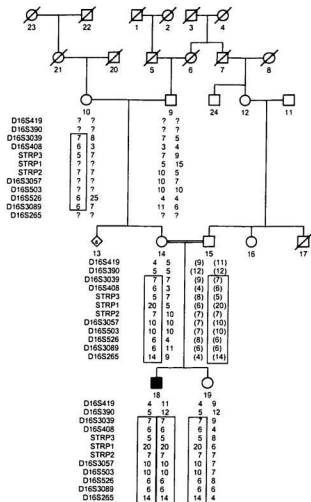 23 22 1 2 3 4
21 20 5 6 7 8
10 9 24 12 11
D16S419 ? ? ? ?
D16S390 ? ? ? ?
D16S3039 7 8 7 5
D16S408 6 3 3 4
STRP3 5 7 7 9
STRP1 ? ? 5 15
STRP2 7 7 10 5
D16S3057 ? ? 10 7
D16S503 ? ? 10 10
D16S526 6 25 4 4
D16S3089 6 7 11 6
D16S265 ? ? ? ?
13 14 15 16 17
D16S419 4 5 (9) (11)
D16S390 5 5 (12) (12)
D16S3039 7 7 (9) (7)
D16S408 6 3 (4) (6)
STRP3 5 7 (8) (5)
STRP1 20 5 (6) (20)
STRP2 7 10 (7) (7)
D16S3057 10 10 (7) (10)
D16S503 10 10 (7) (10)
D16S526 6 4 (8) (6)
D16S3089 6 11 (6) (6)
D16S265 14 9 (4) (14)
18 19
D16S419 4 11 4 9
D16S390 5 12 5 12
D16S3039 7 7 7 9
D16S408 6 6 6 4
STRP3 5 5 5 8
STRP1 20 20 20 6
STRP2 7 7 7 7
D16S3057 10 10 10 7
D16S503 10 10 10 7
D16S526 6 6 6 8
D16S3089 6 6 6 6
D16S265 14 14 14 4